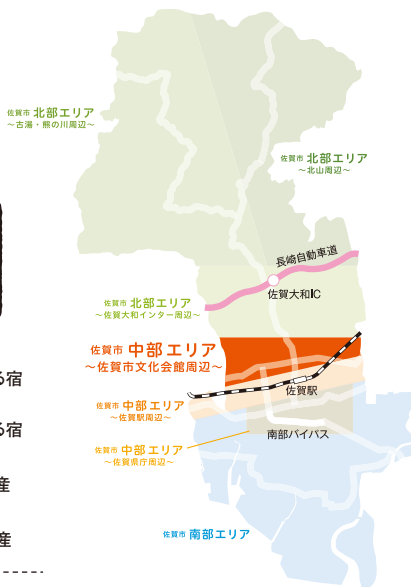 佐賀市 北部エリア
～古湯・熊の川周辺～
佐賀市 北部エリア
～北山周辺～
長崎自動車道
佐賀大和IC
佐賀市 北部エリア
～佐賀大和インター周辺～
佐賀市 中部エリア
～佐賀市文化会館周辺～
る宿
佐賀駅
佐賀市 中部エリア
～佐賀駅周辺～
る宿
南部バイパス
佐賀市 中部エリア
～佐賀県庁周辺～
産
佐賀市 南部エリア
産